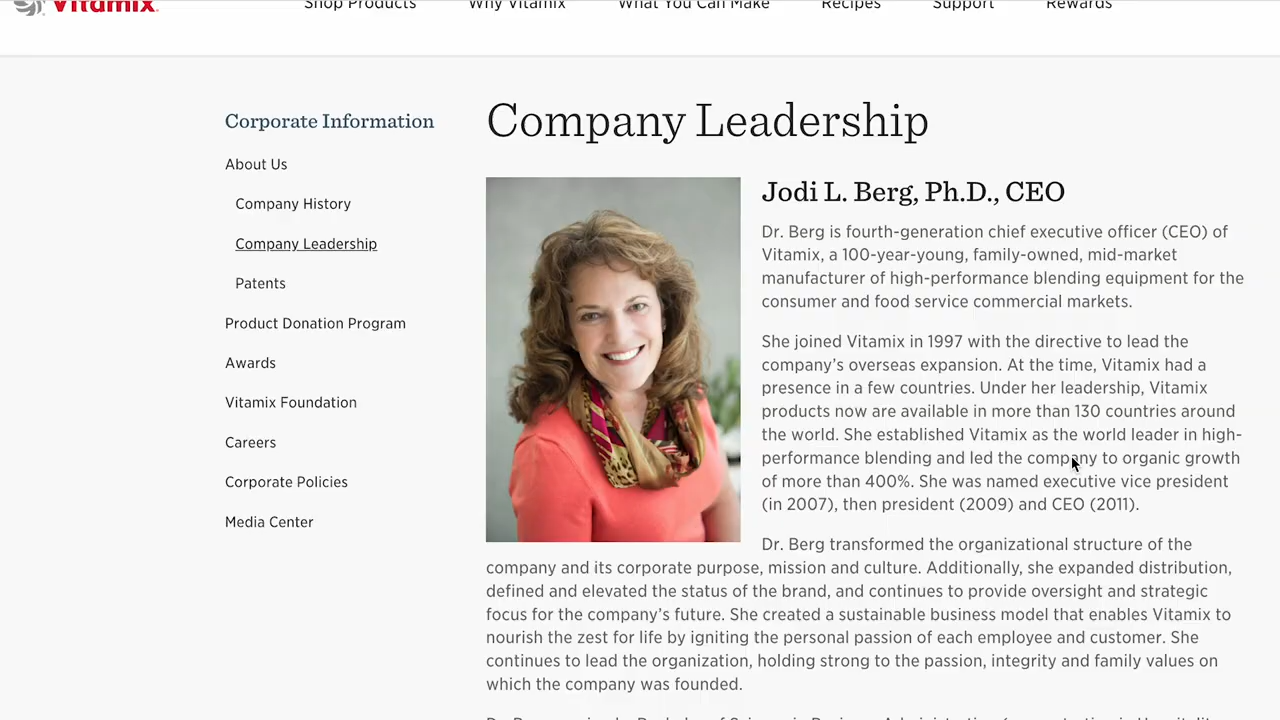 Vitamix
Shop Products
Why Vitamix
What You Can Make
Recipes
Support
Rewards
Corporate Information
About Us
Company History
Company Leadership
Patents
Product Donation Program
Awards
Vitamix Foundation
Careers
Corporate Policies
Media Center
Company Leadership
Jodi L. Berg, Ph.D., CEO
Dr. Berg is fourth-generation chief executive officer (CEO) of
Vitamix, a 100-year-young, family-owned, mid-market
manufacturer of high-performance blending equipment for the
consumer and food service commercial markets.
She joined Vitamix in 1997 with the directive to lead the
company's overseas expansion. At the time, Vitamix had a
presence in a few countries. Under her leadership, Vitamix
products now are available in more than 130 countries around
the world. She established Vitamix as the world leader in high-
performance blending and led the company to organic growth
of more than 400%. She was named executive vice president
(in 2007), then president (2009) and CEO (2011).
Dr. Berg transformed the organizational structure of the
company and its corporate purpose, mission and culture. Additionally, she expanded distribution,
defined and elevated the status of the brand, and continues to provide oversight and strategic
focus for the company's future. She created a sustainable business model that enables Vitamix to
nourish the zest for life by igniting the personal passion of each employee and customer. She
continues to lead the organization, holding strong to the passion, integrity and family values on
which the company was founded.